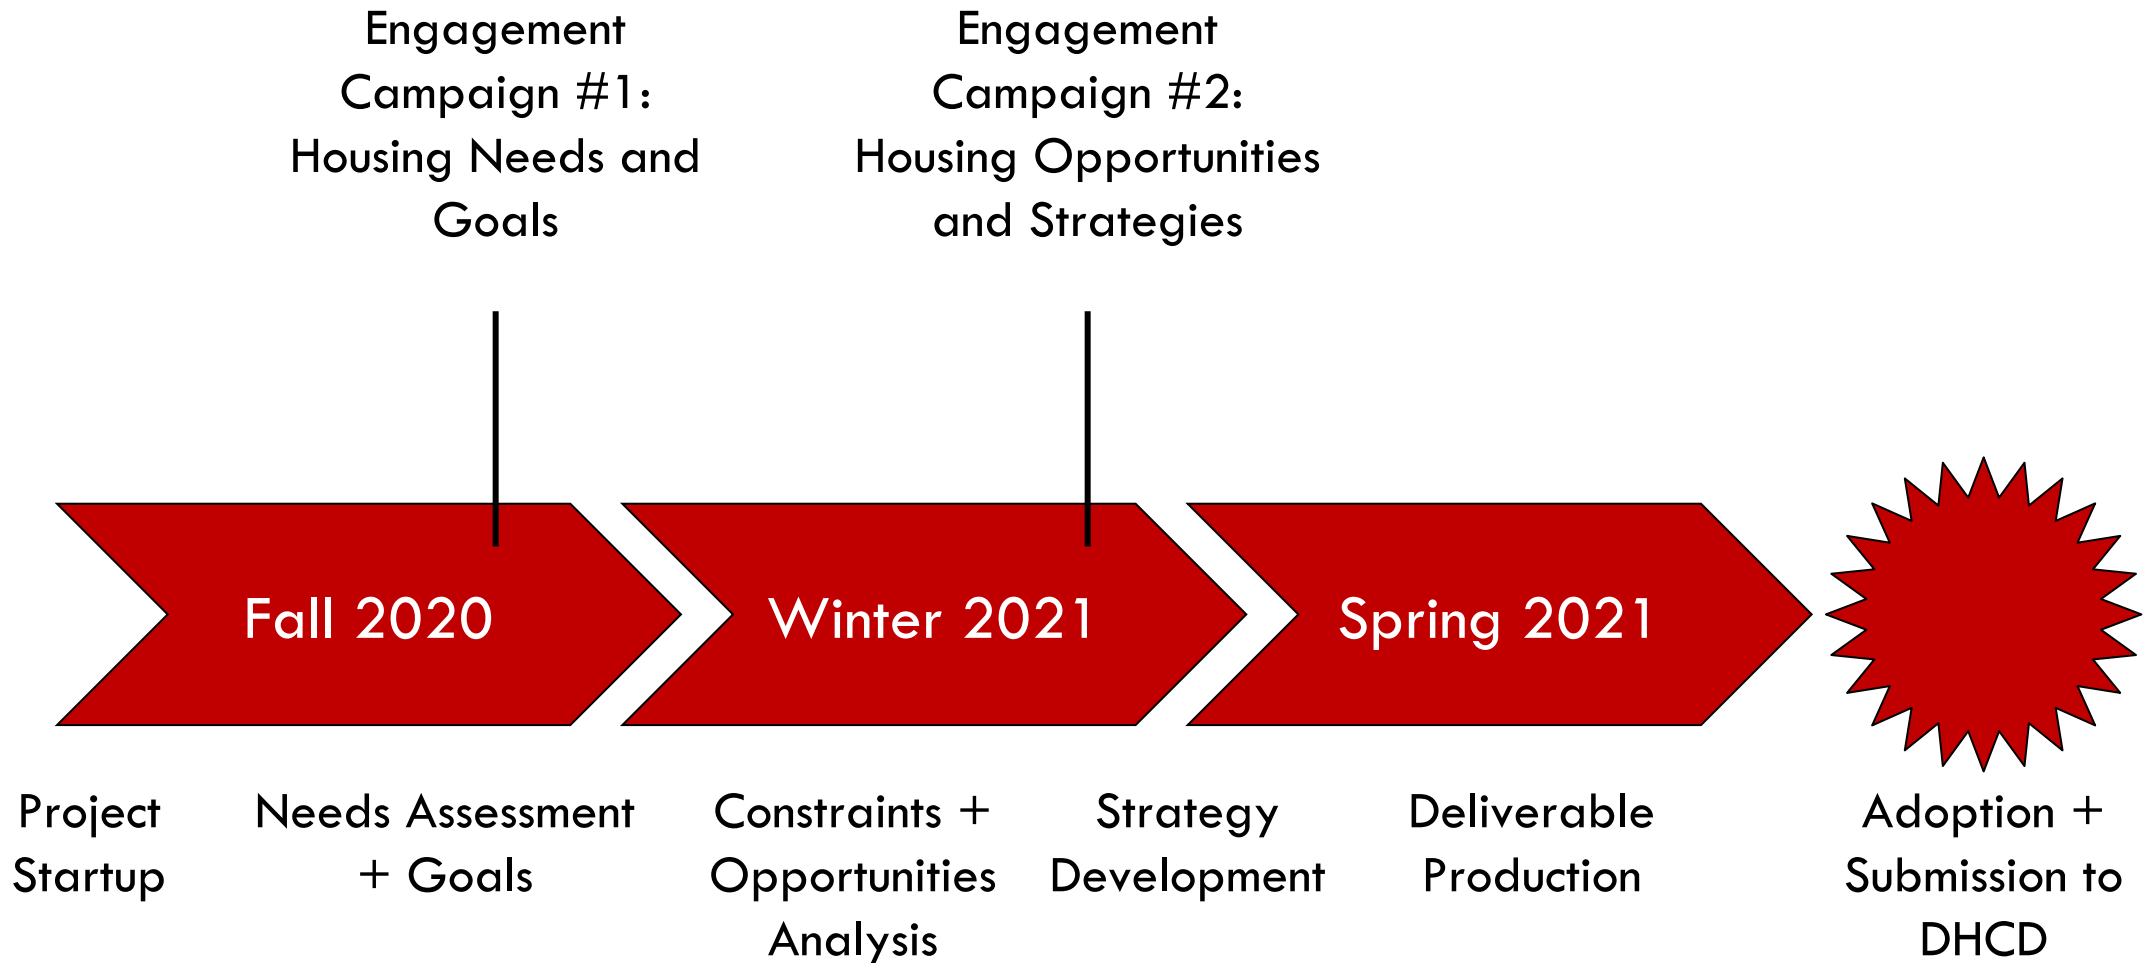 Engagement
Campaign #1:
Housing Needs and
Goals
Engagement
Campaign #2:
Housing Opportunities
and Strategies
Fall 2020
Winter 2021
Spring 2021
Project
Startup
Needs Assessment
+ Goals
Constraints +
Opportunities
Analysis
Strategy
Development
Deliverable
Production
Adoption +
Submission to
DHCD